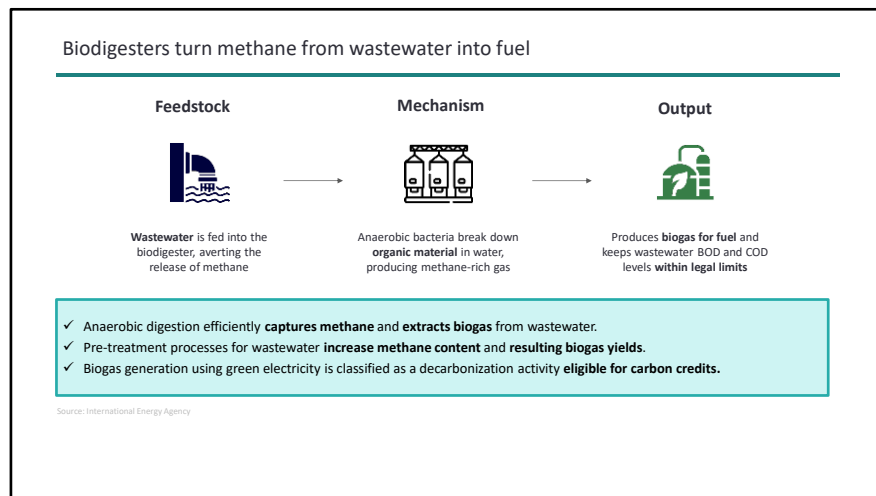 Biodigesters turn methane from wastewater into fuel
Feedstock
Mechanism
Output
Wastewater is fed into the
biodigester, averting the
release of methane
Anaerobic bacteria break down
organic material in water,
producing methane-rich gas
Produces biogas for fuel and
keeps wastewater BOD and COD
levels within legal limits
✓ Anaerobic digestion efficiently captures methane and extracts biogas from wastewater.
✓ Pre-treatment processes for wastewater increase methane content and resulting biogas yields.
✓ Biogas generation using green electricity is classified as a decarbonization activity eligible for carbon credits.
Source: International Energy Agency